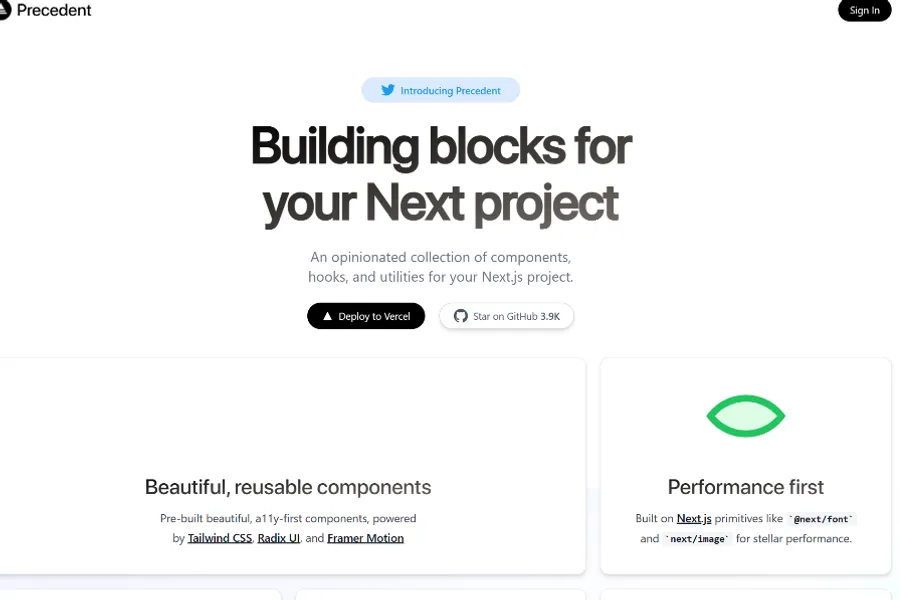 Precedent
Sign In
Introducing Precedent
Building blocks for
your Next project
An opinionated collection of components,
hooks, and utilities for your Next.js project.
Deploy to Vercel
Star on GitHub 3.9K
Beautiful, reusable components
Pre-built beautiful, a11y-first components, powered
by Tailwind CSS, Radix UI, and Framer Motion
Performance first
Built on Next.js primitives like `@next/font`
and `next/image` for stellar performance.